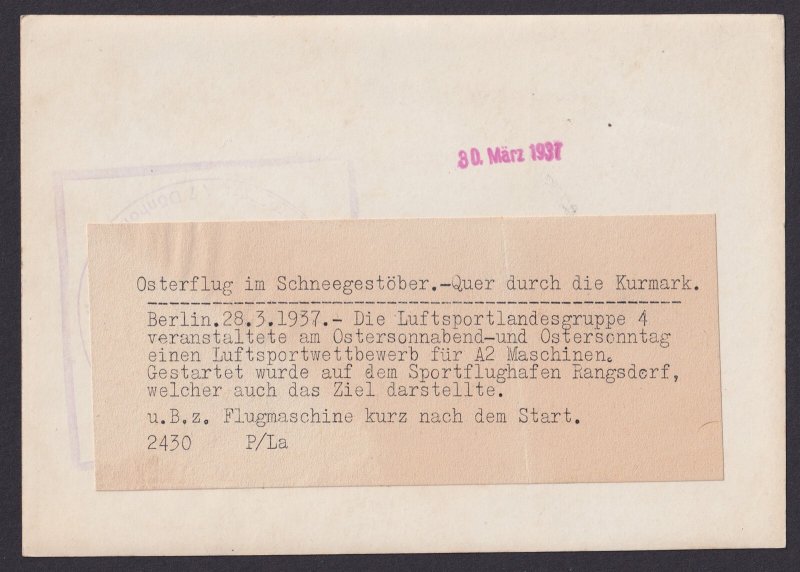 30. März 1937
Osterflug im Schneegestöber.-Quer durch die Kurmark.
Berlin.28.3.1937.- Die Luftsportlandesgruppe 4
veranstaltete am Ostersonnabend-und Ostersonntag
einen Luftsportwettbewerb für A2 Maschinen.
Gestartet wurde auf dem Sportflughafen Rangsdorf,
welcher auch das Ziel darstellte.
u.B.z. Flugmaschine kurz nach dem Start.
2430 P/La